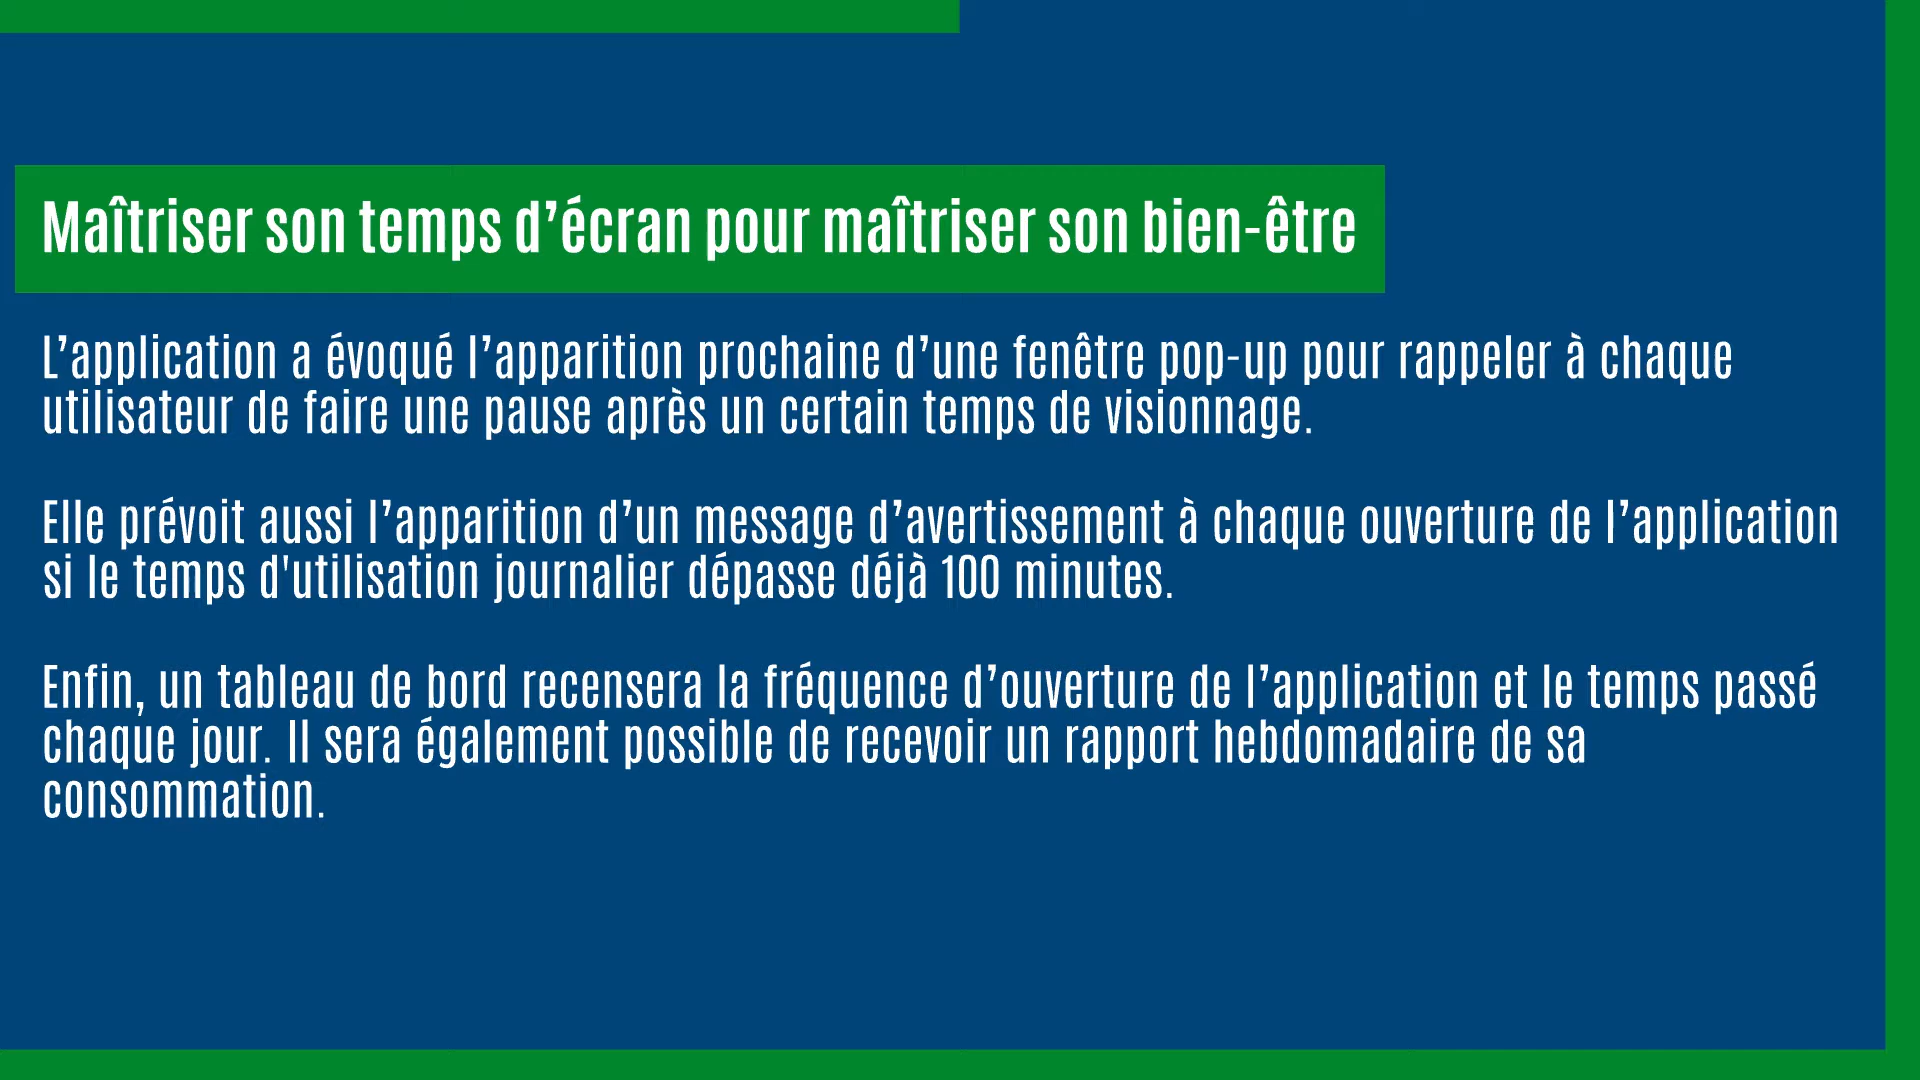 Maîtriser son temps d’écran pour maîtriser son bien-être
L’application a évoqué l’apparition prochaine d’une fenêtre pop-up pour rappeler à chaque
utilisateur de faire une pause après un certain temps de visionnage.
Elle prévoit aussi l’apparition d’un message d’avertissement à chaque ouverture de l’application
si le temps d'utilisation journalier dépasse déjà 100 minutes.
Enfin, un tableau de bord recensera la fréquence d’ouverture de l’application et le temps passé
chaque jour. Il sera également possible de recevoir un rapport hebdomadaire de sa
consommation.